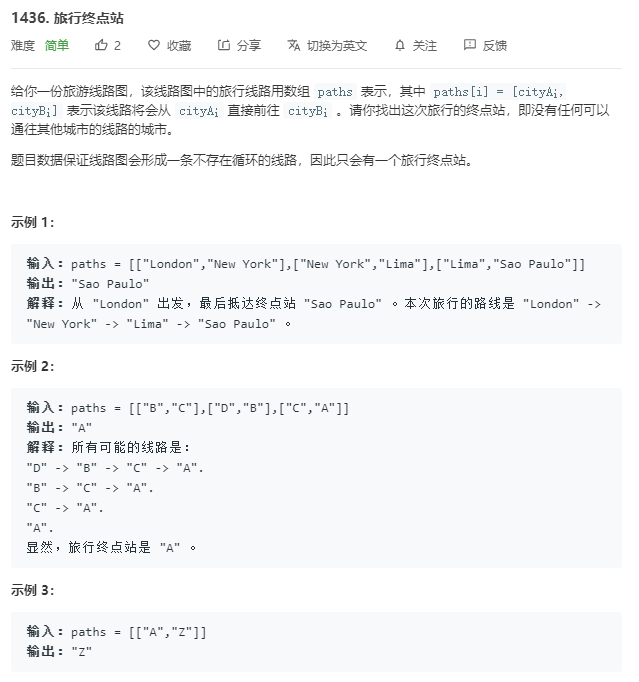 1436. 旅行终点站
难度 简单 2 收藏 分享 切换为英文 关注 反馈
给你一份旅游线路图，该线路图中的旅行线路用数组 paths 表示，其中 paths[i] = [cityAi,
cityBi] 表示该线路将会从 cityAi 直接前往 cityBi 。请你找出这次旅行的终点站，即没有任何可以
通往其他城市的线路的城市。
题目数据保证线路图会形成一条不存在循环的线路，因此只会有一个旅行终点站。
示例 1：
输入：paths = [["London","New York"],["New York","Lima"],["Lima","Sao Paulo"]]
输出："Sao Paulo"
解释：从 "London" 出发，最后抵达终点站 "Sao Paulo" 。本次旅行的路线是 "London" ->
"New York" -> "Lima" -> "Sao Paulo" 。
示例 2：
输入：paths = [["B","C"],["D","B"],["C","A"]]
输出："A"
解释：所有可能的线路是：
"D" -> "B" -> "C" -> "A".
"B" -> "C" -> "A".
"C" -> "A".
"A".
显然，旅行终点站是 "A" 。
示例 3：
输入：paths = [["A","Z"]]
输出："Z"